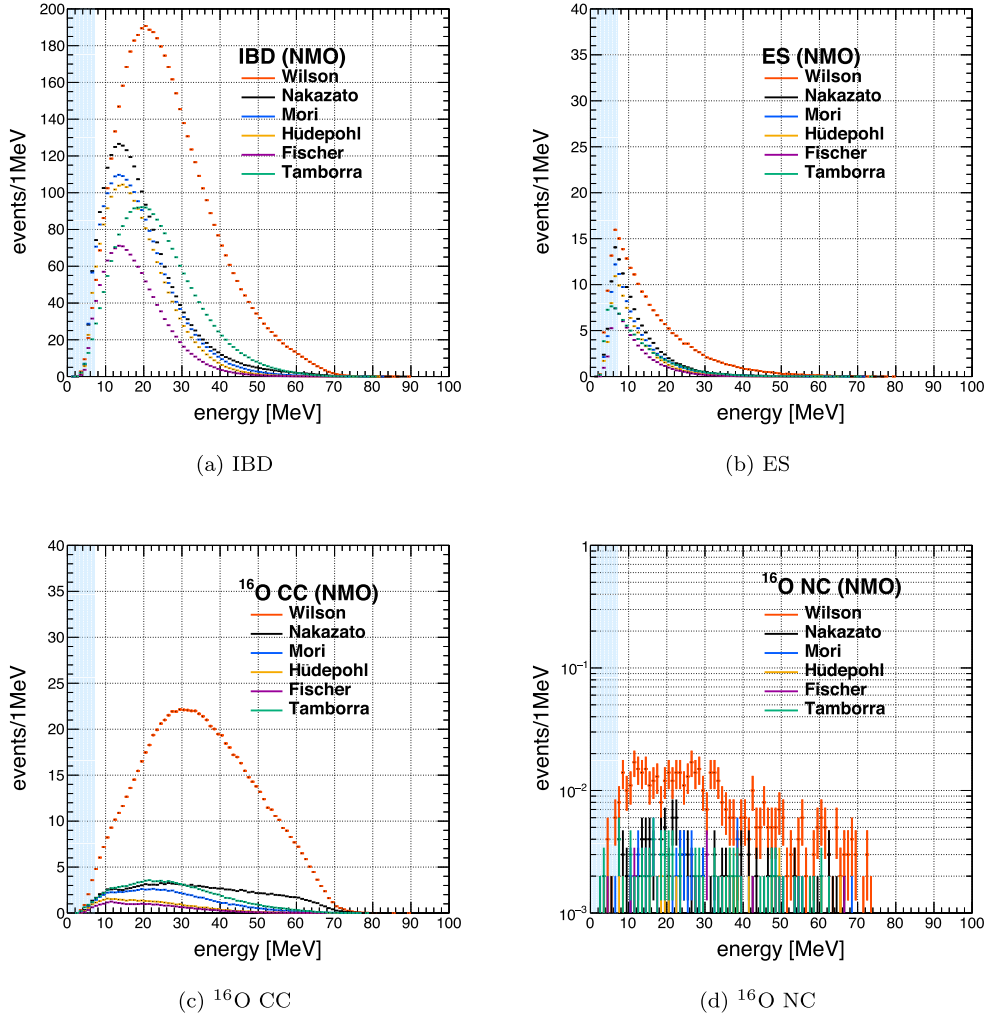 IBD (NMO)
Wilson
Nakazato
Mori
Hüdepohl
Fischer
Tamborra
events/1MeV
200
180
160
140
120
100
80
60
40
20
0
0 10 20 30 40 50 60 70 80 90 100
energy [MeV]
(a) IBD
ES (NMO)
Wilson
Nakazato
Mori
Hüdepohl
Fischer
Tamborra
events/1MeV
40
35
30
25
20
15
10
5
0
0 10 20 30 40 50 60 70 80 90 100
energy [MeV]
(b) ES
¹⁶O CC (NMO)
Wilson
Nakazato
Mori
Hüdepohl
Fischer
Tamborra
events/1MeV
40
35
30
25
20
15
10
5
0
0 10 20 30 40 50 60 70 80 90 100
energy [MeV]
(c) ¹⁶O CC
¹⁶O NC (NMO)
Wilson
Nakazato
Mori
Hüdepohl
Fischer
Tamborra
events/1MeV
1
10⁻¹
10⁻²
10⁻³
0 10 20 30 40 50 60 70 80 90 100
energy [MeV]
(d) ¹⁶O NC